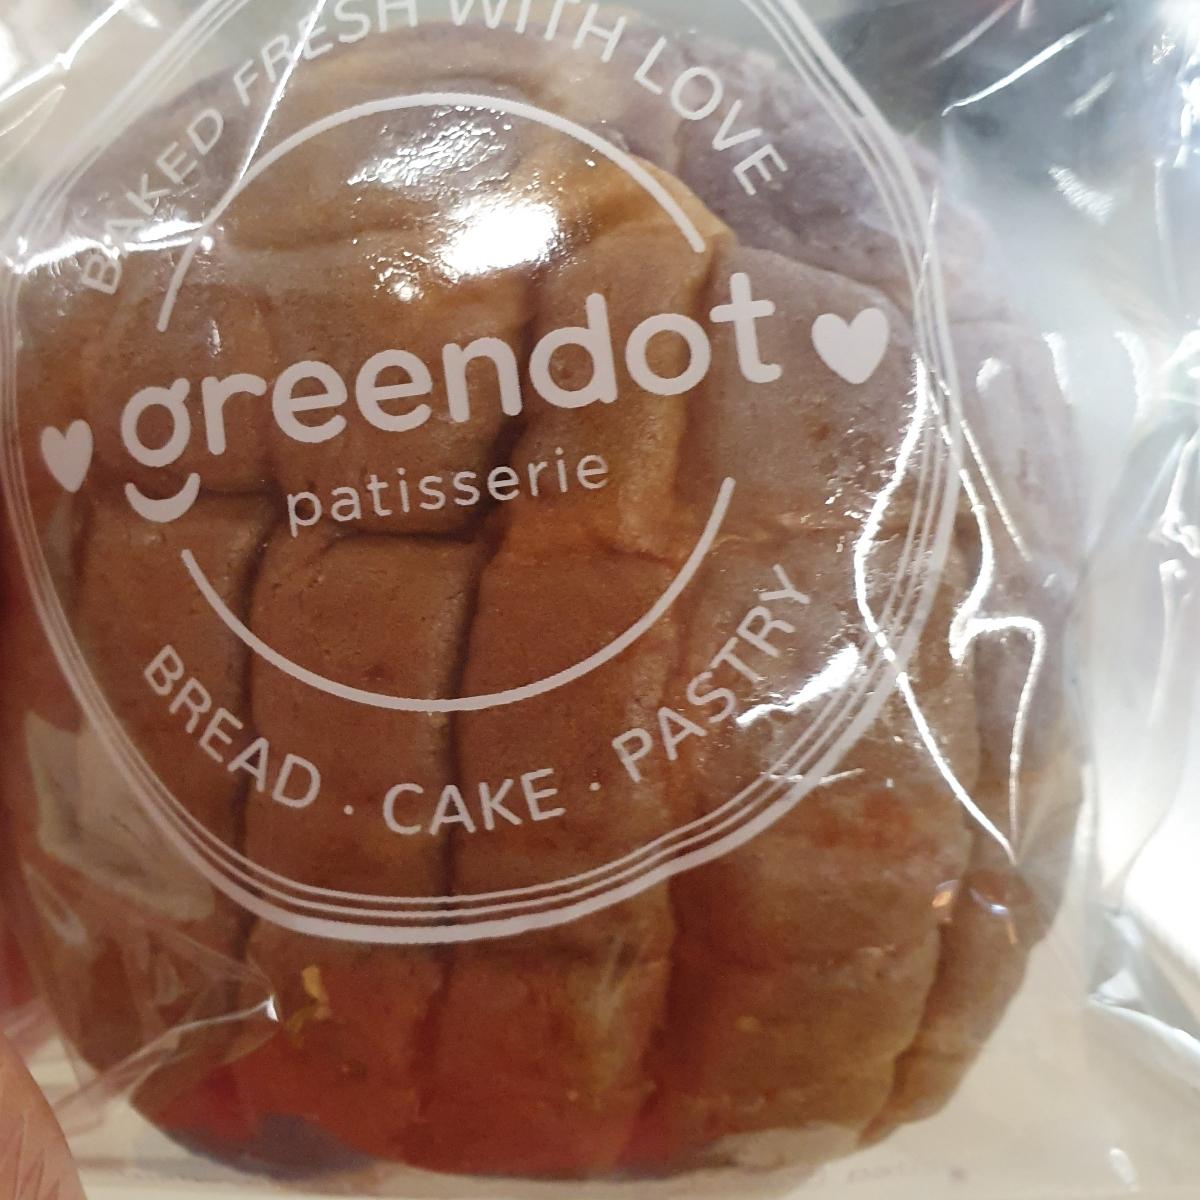 BAKED FRESH WITH LOVE
greendot
patisserie
BREAD · CAKE · PASTRY